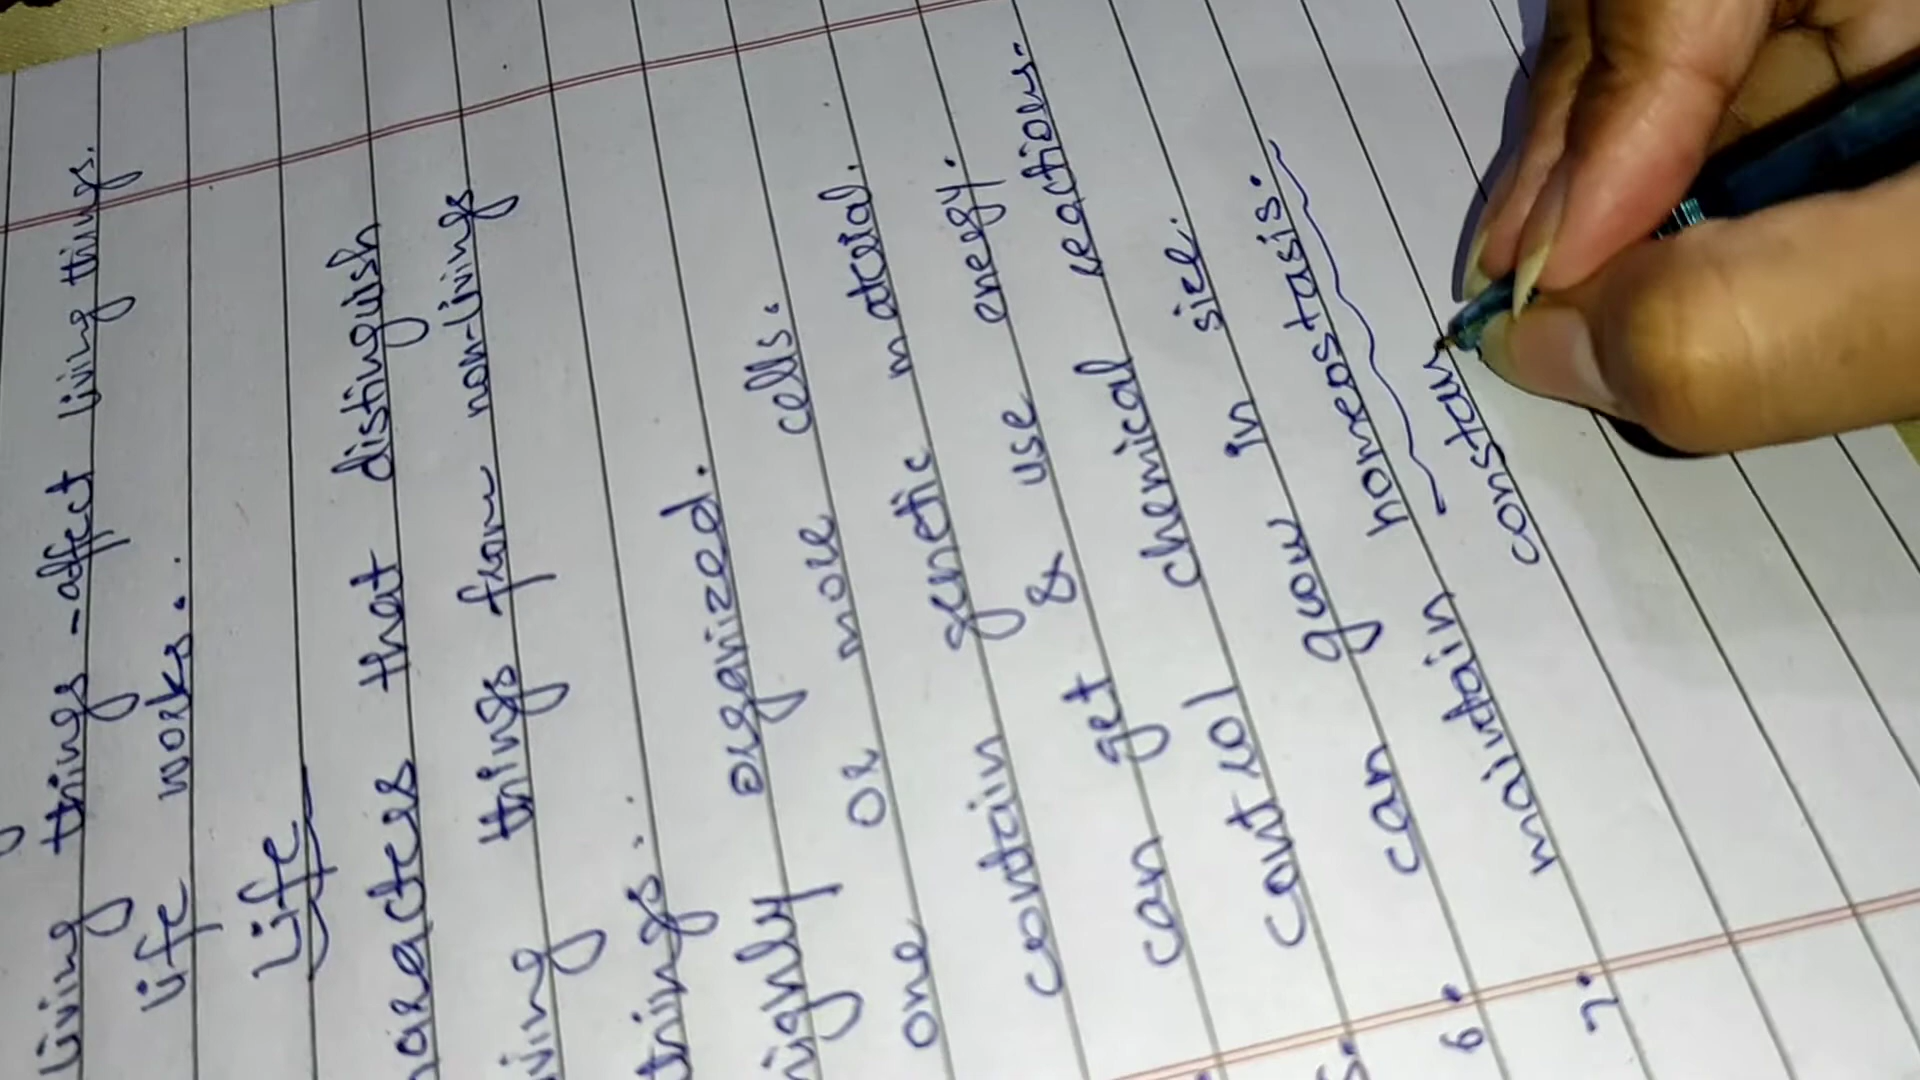 living things - affect living things.
life works.
Life
characters that distinguish
living things from non-livings
things.
highly organized.
one or more cells.
contain genetic material.
can get & use energy.
control chemical reactions.
5. can grow in size.
6. maintain homeostasis.
7. constan